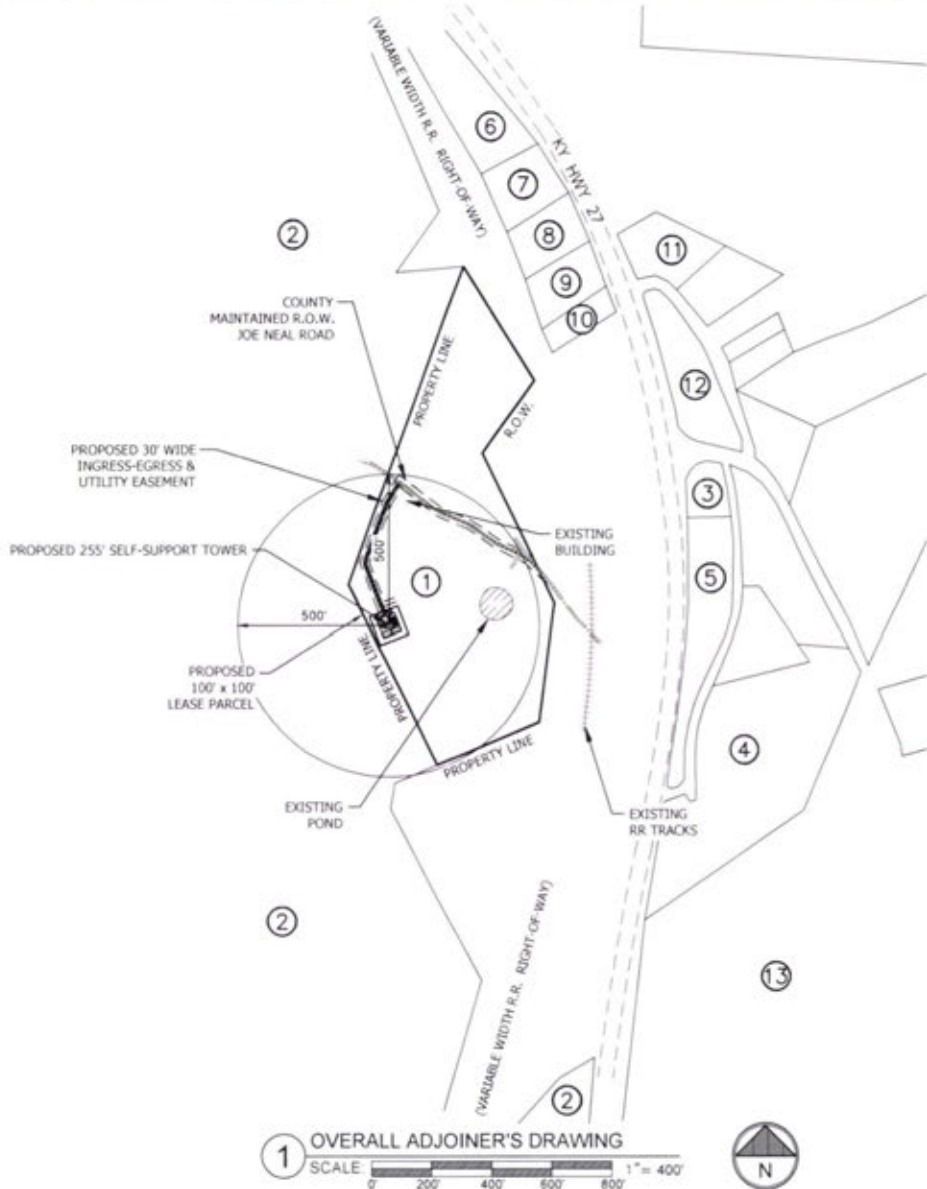 (VARIABLE WIDTH R.R. RIGHT-OF-WAY)
KY HWY 27
6
7
8
9
10
11
2
COUNTY
MAINTAINED R.O.W.
JOE NEAL ROAD
PROPERTY LINE
R.O.W.
12
PROPOSED 30' WIDE
INGRESS-EGRESS &
UTILITY EASEMENT
3
EXISTING
BUILDING
PROPOSED 255' SELF-SUPPORT TOWER
500'
1
5
500'
PROPOSED
100' x 100'
LEASE PARCEL
PROPERTY LINE
PROPERTY LINE
4
EXISTING
POND
EXISTING
RR TRACKS
2
(VARIABLE WIDTH R.R. RIGHT-OF-WAY)
13
2
1
OVERALL ADJOINER'S DRAWING
SCALE:
0' 200' 400' 600' 800'
1"= 400'
N